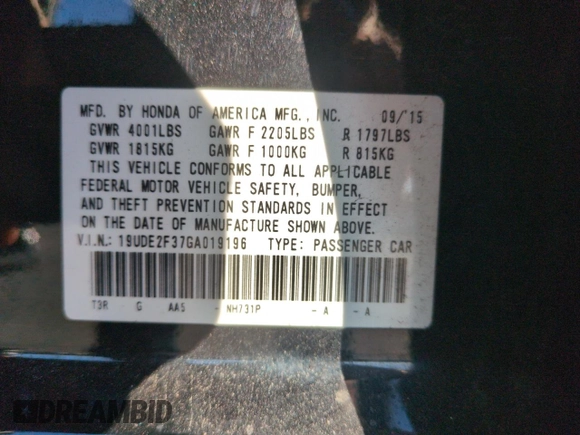 MFD. BY HONDA OF AMERICA MFG., INC. 09/'15
GVWR 4001LBS GAWR F 2205LBS R 1797LBS
GVWR 1815KG GAWR F 1000KG R 815KG
THIS VEHICLE CONFORMS TO ALL APPLICABLE
FEDERAL MOTOR VEHICLE SAFETY, BUMPER,
AND THEFT PREVENTION STANDARDS IN EFFECT
ON THE DATE OF MANUFACTURE SHOWN ABOVE.
V.I.N.: 19UDE2F37GA019196 TYPE: PASSENGER CAR
T3R G AA5 - NH731P - A - A
DREAMBID